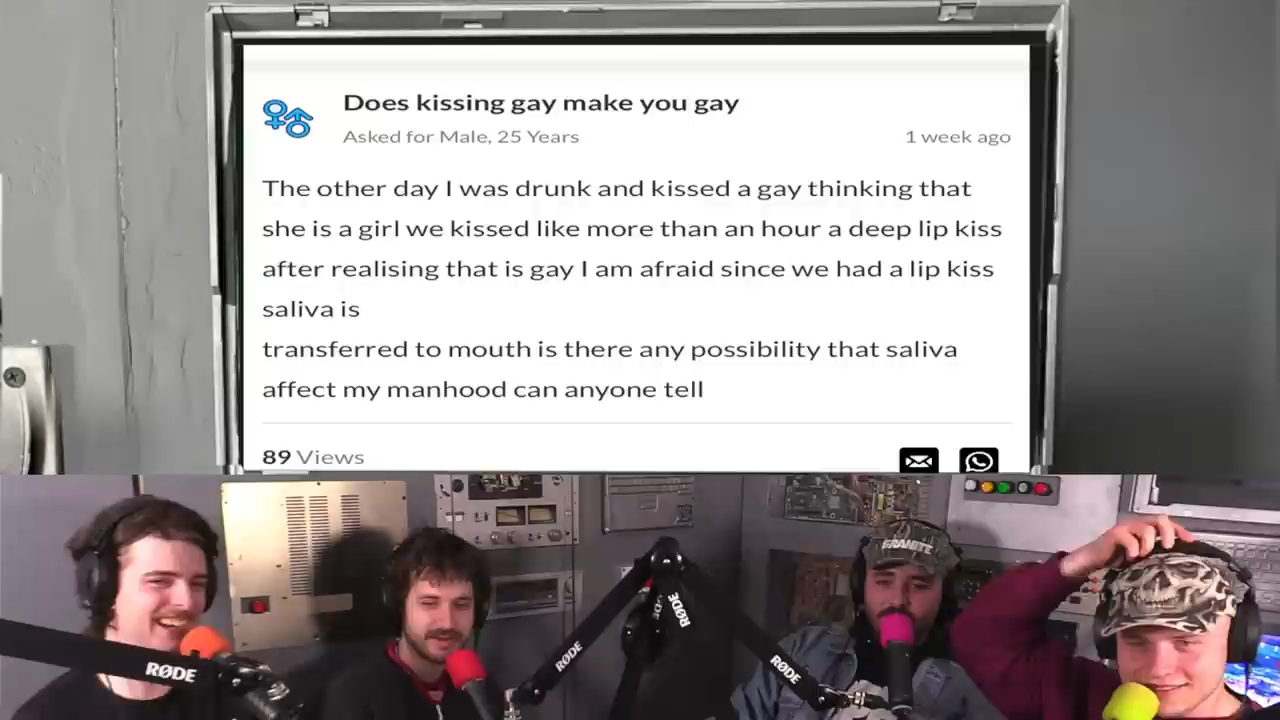 Does kissing gay make you gay
Asked for Male, 25 Years
1 week ago
The other day I was drunk and kissed a gay thinking that
she is a girl we kissed like more than an hour a deep lip kiss
after realising that is gay I am afraid since we had a lip kiss
saliva is
transferred to mouth is there any possibility that saliva
affect my manhood can anyone tell
89 Views
GRANITE
RØDE
RØDE
RØDE
RØDE